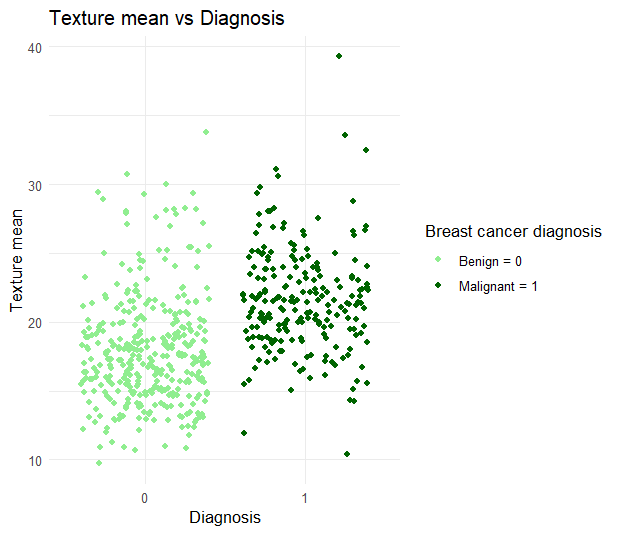 Texture mean vs Diagnosis
40
30
20
10
Texture mean
0
1
Diagnosis
Breast cancer diagnosis
Benign = 0
Malignant = 1